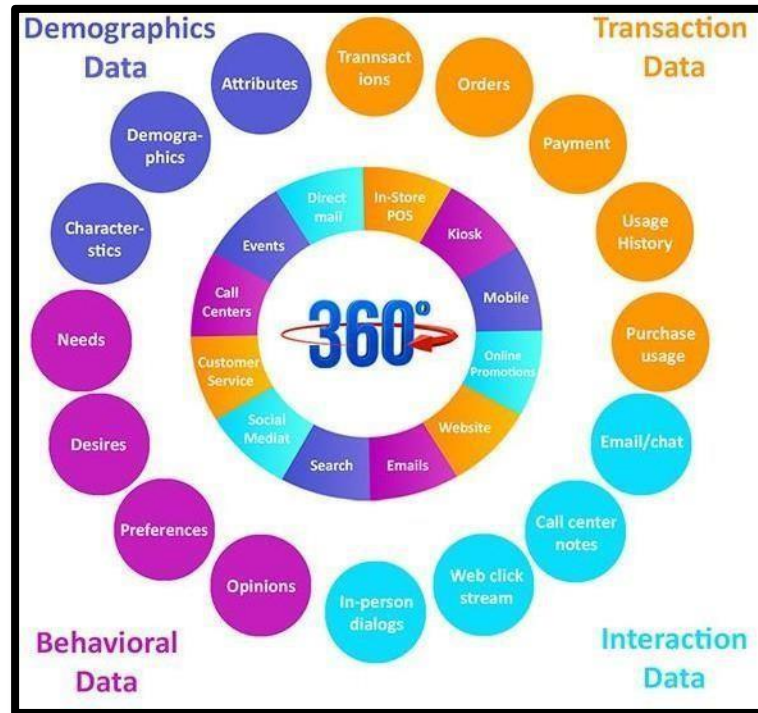 Demographics
Data
Transaction
Data
Attributes
Trannsact
ions
Orders
Payment
Usage
History
Purchase
usage
Email/chat
Call center
notes
Web click
stream
In-person
dialogs
Opinions
Preferences
Desires
Needs
Character-
stics
Demogra-
phics
Direct
mail
In-Store
POS
Kiosk
Mobile
Online
Promotions
Website
Emails
Search
Social
Mediat
Customer
Service
Call
Centers
Events
360°
Behavioral
Data
Interaction
Data